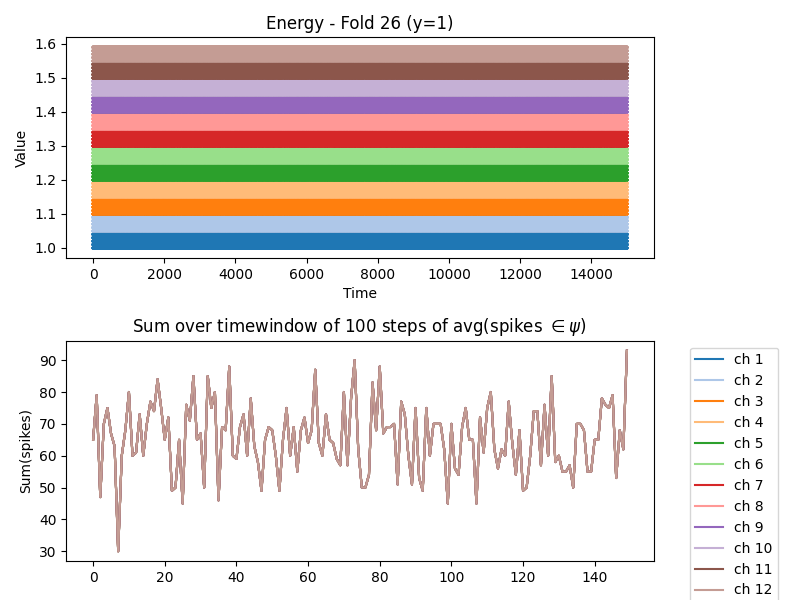 Energy - Fold 26 (y=1)
Value
1.6
1.5
1.4
1.3
1.2
1.1
1.0
0 2000 4000 6000 8000 10000 12000 14000
Time
Sum over timewindow of 100 steps of avg(spikes ∈ ψ)
Sum(spikes)
90
80
70
60
50
40
30
0 20 40 60 80 100 120 140
ch 1
ch 2
ch 3
ch 4
ch 5
ch 6
ch 7
ch 8
ch 9
ch 10
ch 11
ch 12